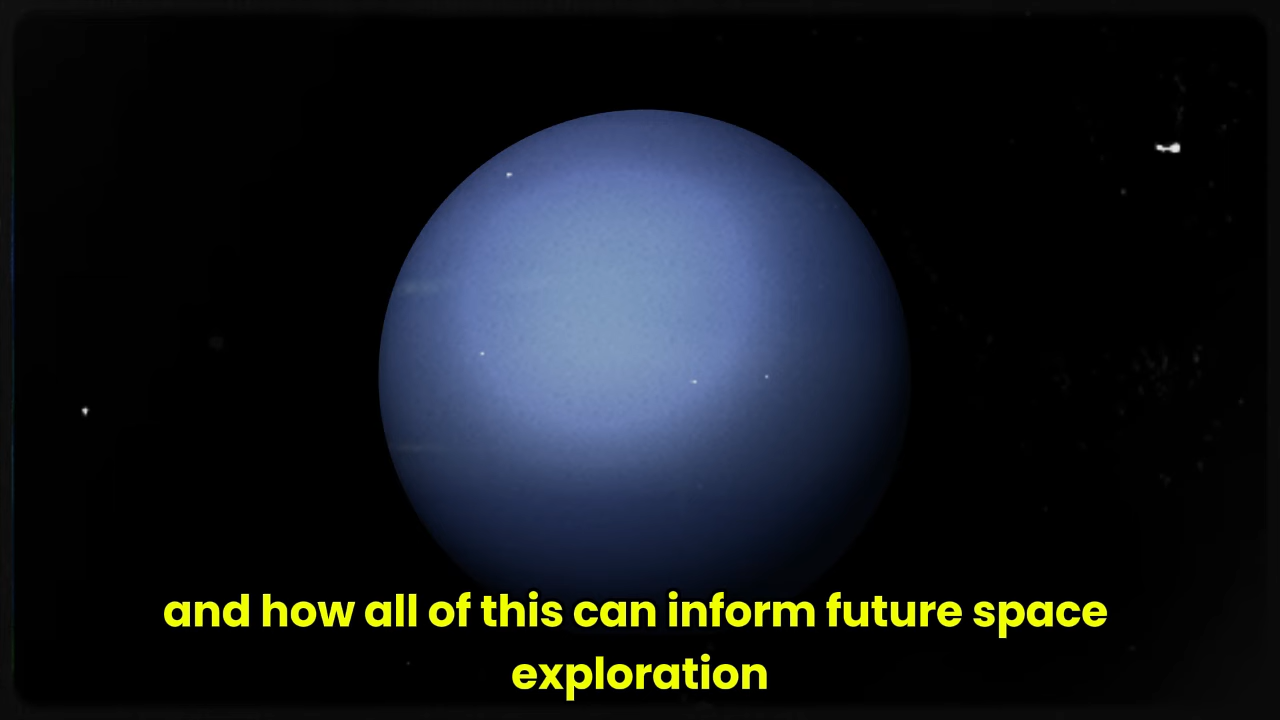 and how all of this can inform future space
exploration